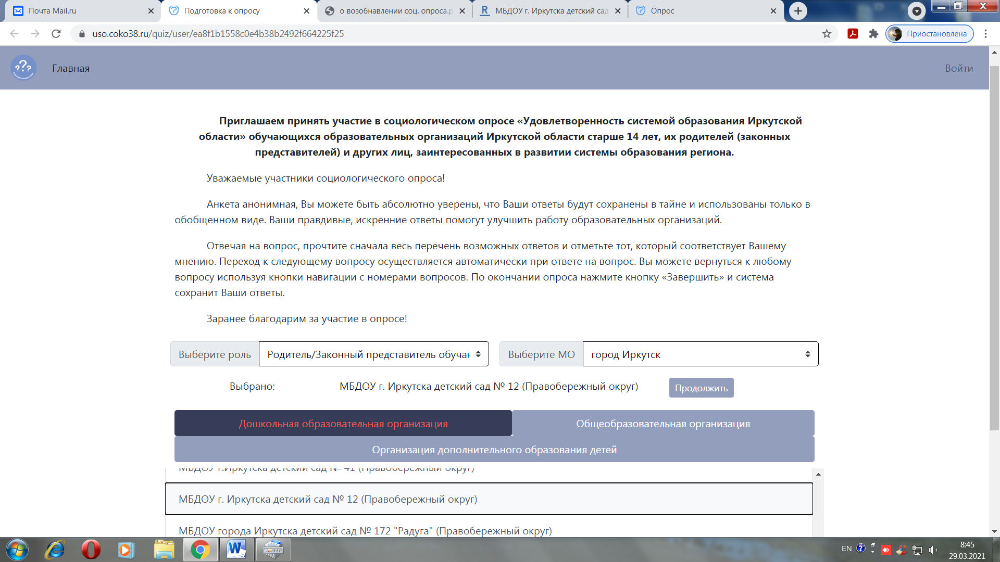 Почта Mail.ru
Подготовка к опросу
о возобнавлении соц. опроса.p
МБДОУ г. Иркутска детский сад
Опрос
uso.coko38.ru/quiz/user/ea8f1b1558c0e4b38b2492f664225f25
Приостановлена
Главная
Войти
Приглашаем принять участие в социологическом опросе «Удовлетворенность системой образования Иркутской
области» обучающихся образовательных организаций Иркутской области старше 14 лет, их родителей (законных
представителей) и других лиц, заинтересованных в развитии системы образования региона.
Уважаемые участники социологического опроса!
Анкета анонимная, Вы можете быть абсолютно уверены, что Ваши ответы будут сохранены в тайне и использованы только в
обобщенном виде. Ваши правдивые, искренние ответы помогут улучшить работу образовательных организаций.
Отвечая на вопрос, прочтите сначала весь перечень возможных ответов и отметьте тот, который соответствует Вашему
мнению. Переход к следующему вопросу осуществляется автоматически при ответе на вопрос. Вы можете вернуться к любому
вопросу используя кнопки навигации с номерами вопросов. По окончании опроса нажмите кнопку «Завершить» и система
сохранит Ваши ответы.
Заранее благодарим за участие в опросе!
Выберите роль
Родитель/Законный представитель обучан
Выберите МО
город Иркутск
Выбрано:
МБДОУ г. Иркутска детский сад № 12 (Правобережный округ)
Продолжить
Дошкольная образовательная организация
Общеобразовательная организация
Организация дополнительного образования детей
МБДОУ г.Иркутска детский сад № 41 (Правобережный округ)
МБДОУ г. Иркутска детский сад № 12 (Правобережный округ)
МБДОУ города Иркутска детский сад № 172 "Радуга" (Правобережный округ)
EN
8:45
29.03.2021